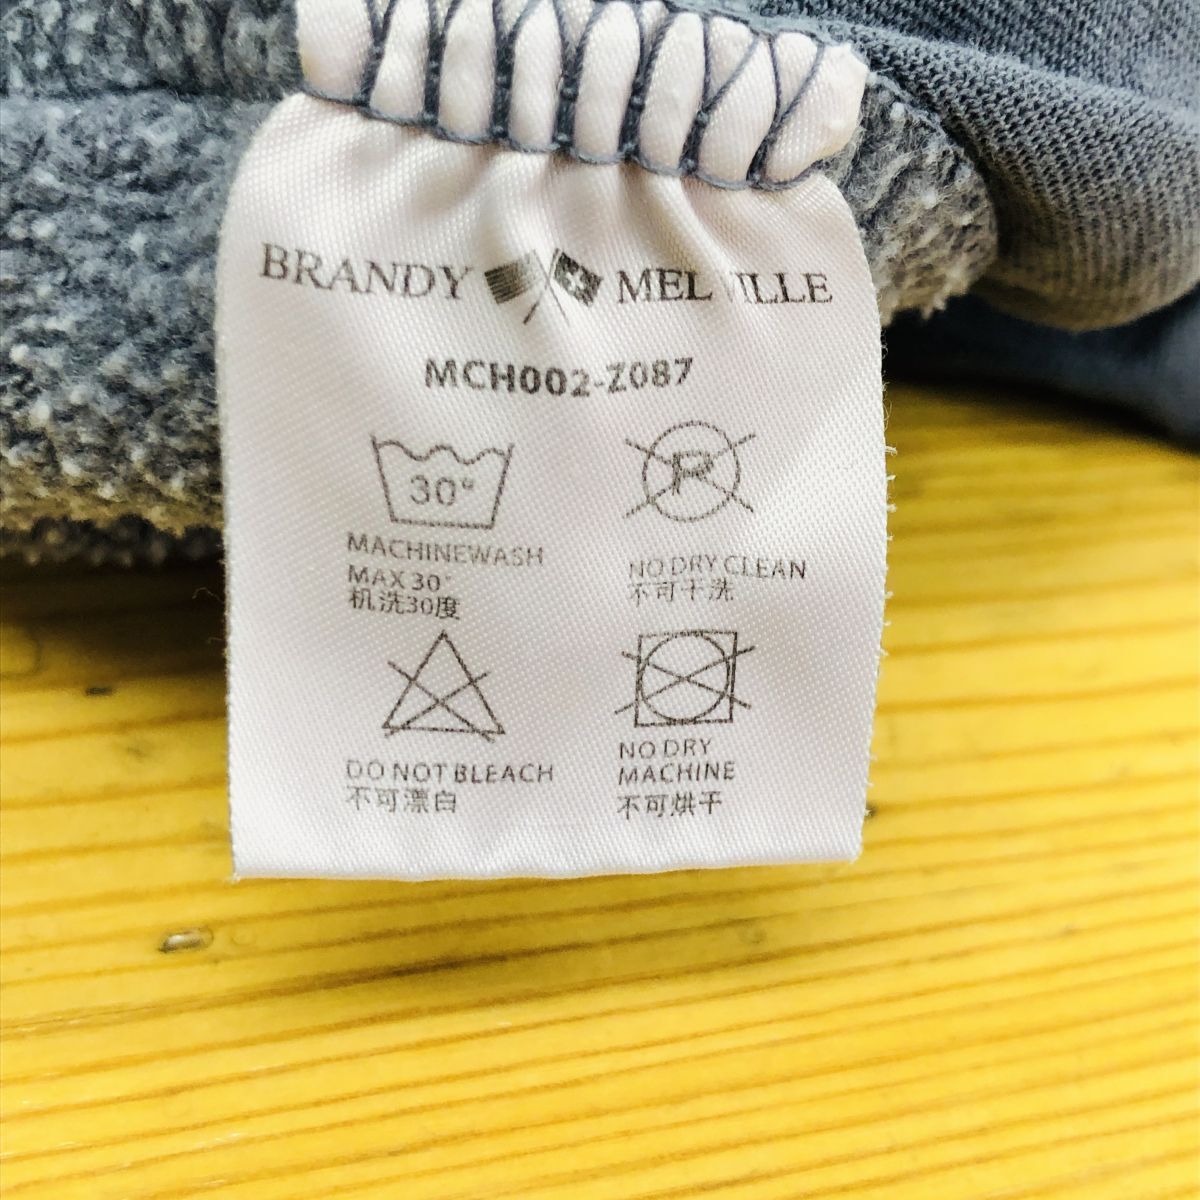 BRANDY MELVILLE
MCH002-Z087
30°
MACHINEWASH
MAX 30°
机洗30度
R
NO DRY CLEAN
不可干洗
DO NOT BLEACH
不可漂白
NO DRY
MACHINE
不可烘干